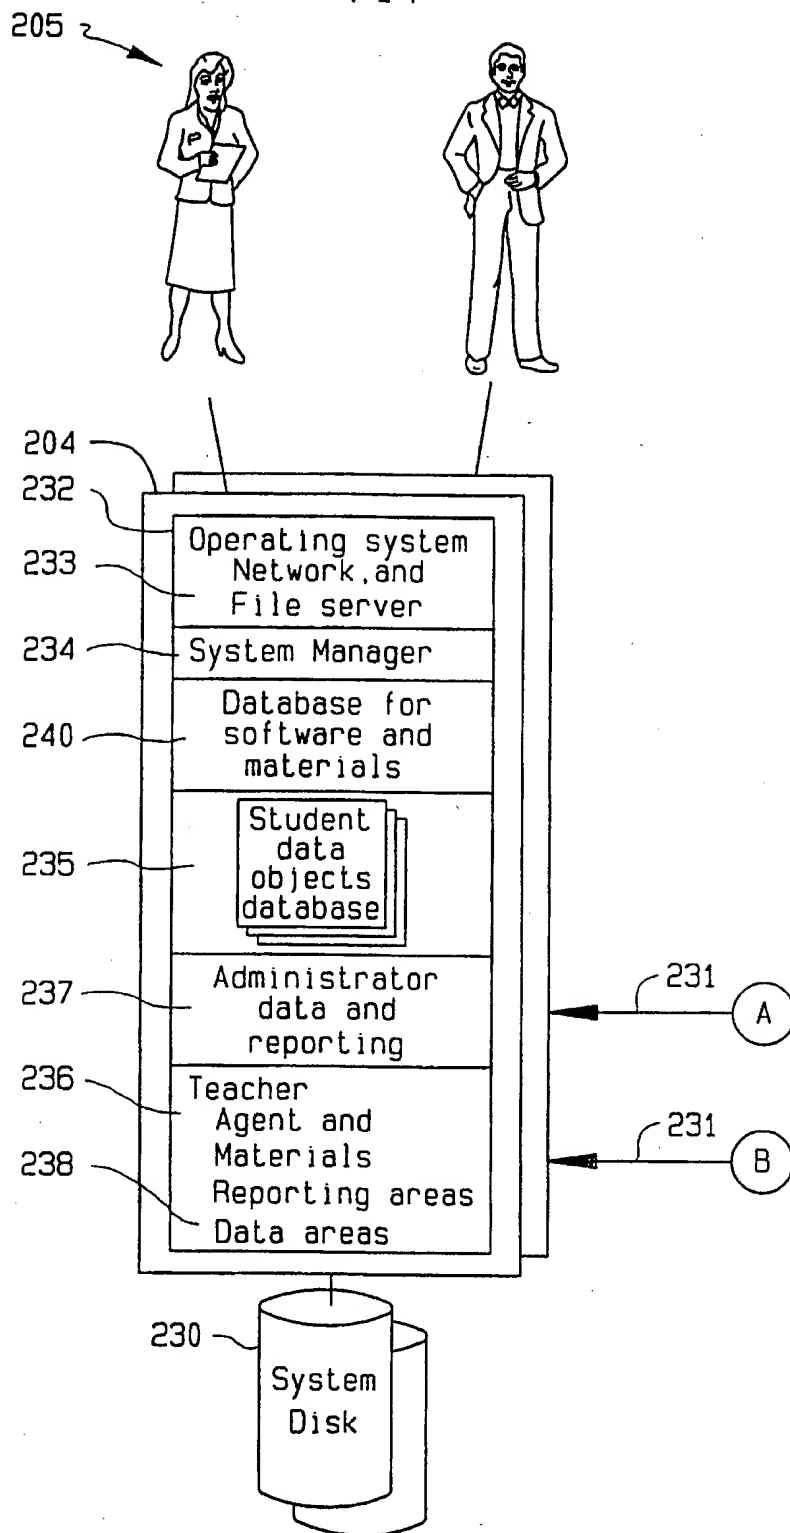 205
204
232
Operating system
233
Network, and
File server
234
System Manager
240
Database for
software and
materials
235
Student
data
objects
database
237
Administrator
data and
reporting
231
A
236
Teacher
Agent and
Materials
Reporting areas
238
Data areas
231
B
230
System
Disk